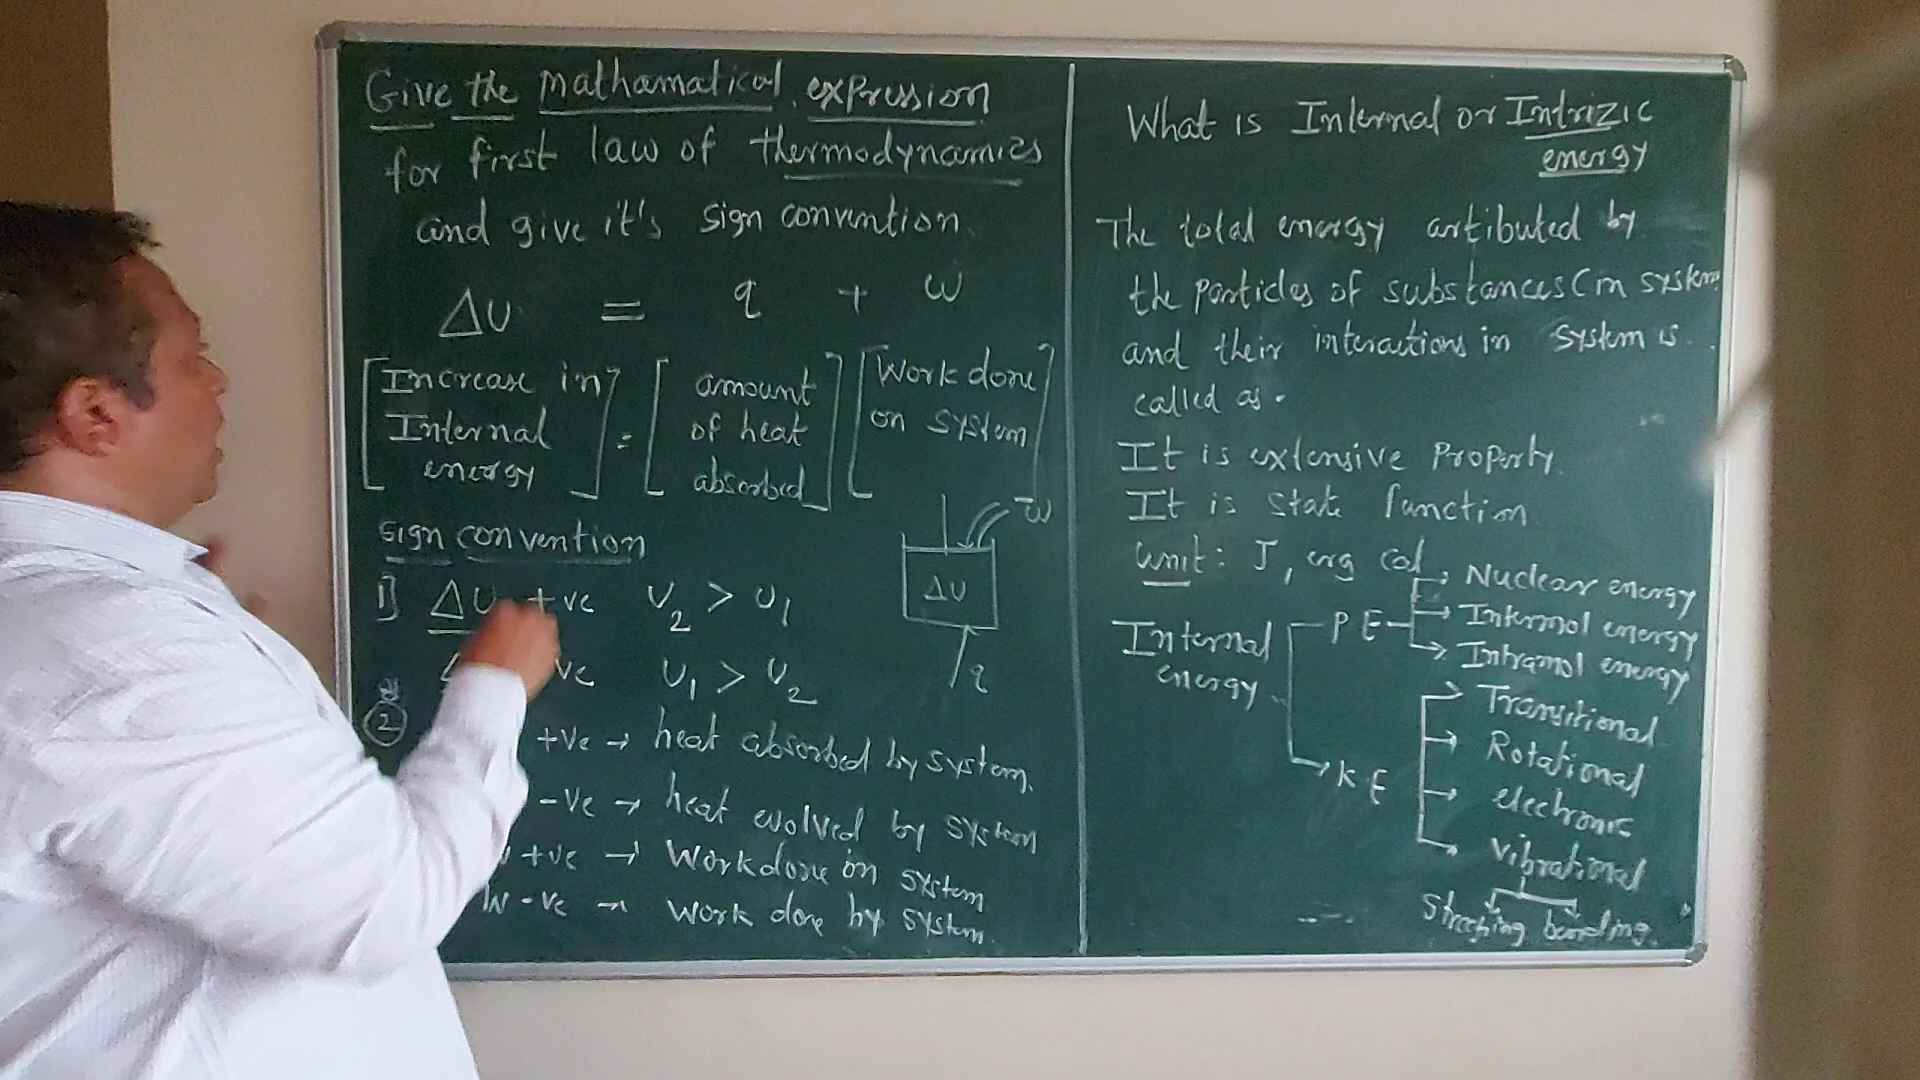 Give the mathamatical expression
for first law of thermodynamics
and give it's sign convention.
ΔU = q + w
[Increase in Internal energy] = [amount of heat absorbed] [Work done on system]
sign convention
1] ΔU +ve U2 > U1
ve U1 > U2
2
+ve → heat absorbed by system.
-ve → heat evolved by system
+ve → Work done on system
W -ve → work done by system.
w
ΔU
q
What is Internal or Intrizic
energy
The total energy artibuted by
the particles of substances (in system
and their interactions in system is
called as.
It is extensive Property.
It is state function
unit: J, erg cal
Internal
energy
P E
Nuclear energy
Intermol energy
Intramol energy
K E
Transitional
Rotational
electronic
Vibrational
bending.